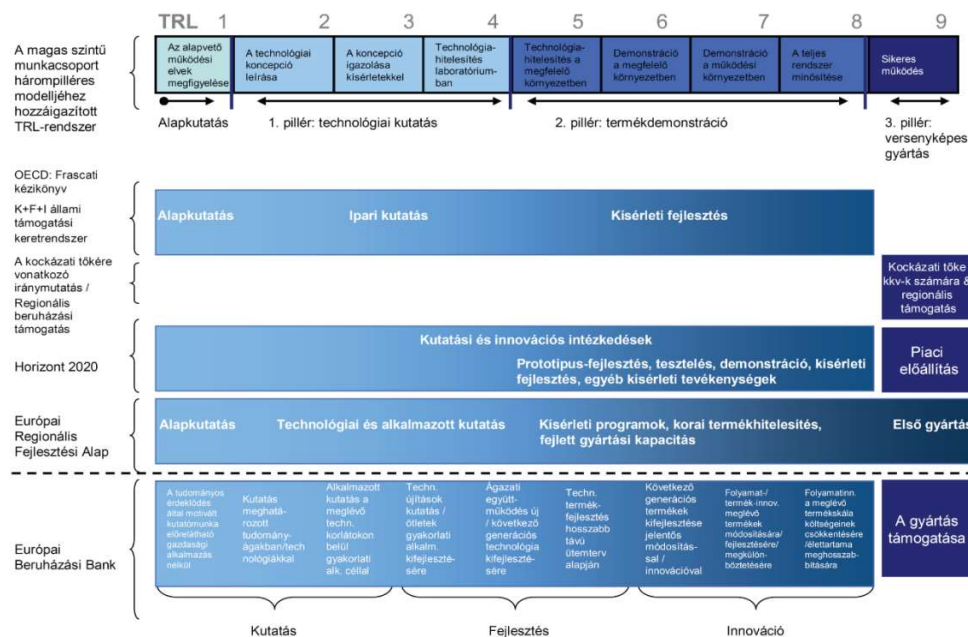 TRL 1 2 3 4 5 6 7 8 9
A magas szintű
munkacsoport
hárompilléres
modelljéhez
hozzáigazított
TRL-rendszer
Az alapvető
működési
elvek
megfigyelése
A technológiai
koncepció
leírása
A koncepció
igazolása
kísérletekkel
Technológia-
hitelesítés
laboratórium-
ban
Technológia-
hitelesítés a
megfelelő
környezetben
Demonstráció
a megfelelő
környezetben
Demonstráció
a működési
környezetben
A teljes
rendszer
minősítése
Sikeres
működés
Alapkutatás
1. pillér: technológiai kutatás
2. pillér: termékdemonstráció
3. pillér:
versenyképes
gyártás
OECD: Frascati
kézikönyv
K+F+I állami
támogatási
keretrendszer
Alapkutatás
Ipari kutatás
Kísérleti fejlesztés
A kockázati tőkére
vonatkozó
iránymutatás /
Regionális
beruházási
támogatás
Kockázati tőke
kkv-k számára &
regionális
támogatás
Horizont 2020
Kutatási és innovációs intézkedések
Prototípus-fejlesztés, tesztelés, demonstráció, kísérleti
fejlesztés, egyéb kísérleti tevékenységek
Piaci
előállítás
Európai
Regionális
Fejlesztési Alap
Alapkutatás
Technológiai és alkalmazott kutatás
Kísérleti programok, korai termékhitelesítés,
fejlett gyártási kapacitás
Első gyártás
Európai
Beruházási Bank
A tudományos
érdeklődés
által motivált
kutatómunka
előrelátható
gazdasági
alkalmazás
nélkül
Kutatás
meghatá-
rozott
tudomány-
ágakban/tech
nológiákkal
Alkalmazott
kutatás a
meglévő
techn.
korlátokon
belül
gyakorlati
alk. céllal
Techn.
újítások
kutatás /
ötletek
gyakorlati
alkalm.
kifejleszté-
sére
Ágazati
együtt-
működés új
/ következő
generációs
technológia
kifejleszté-
sére
Techn.
termék-
fejlesztés
hosszabb
távú
ütemterv
alapján
Következő
generációs
termékek
kifejlesztése
jelentős
módosítás-
sal /
innovációval
Folyamat-/
termék-innov.
meglévő
termékek
módosítására/
fejlesztésére/
megkülön-
böztetésére
Folyamatinn.
a meglévő
termékskála
költségeinek
csökkentésére
/élettartama
meghosszab-
bítására
A gyártás
támogatása
Kutatás
Fejlesztés
Innováció